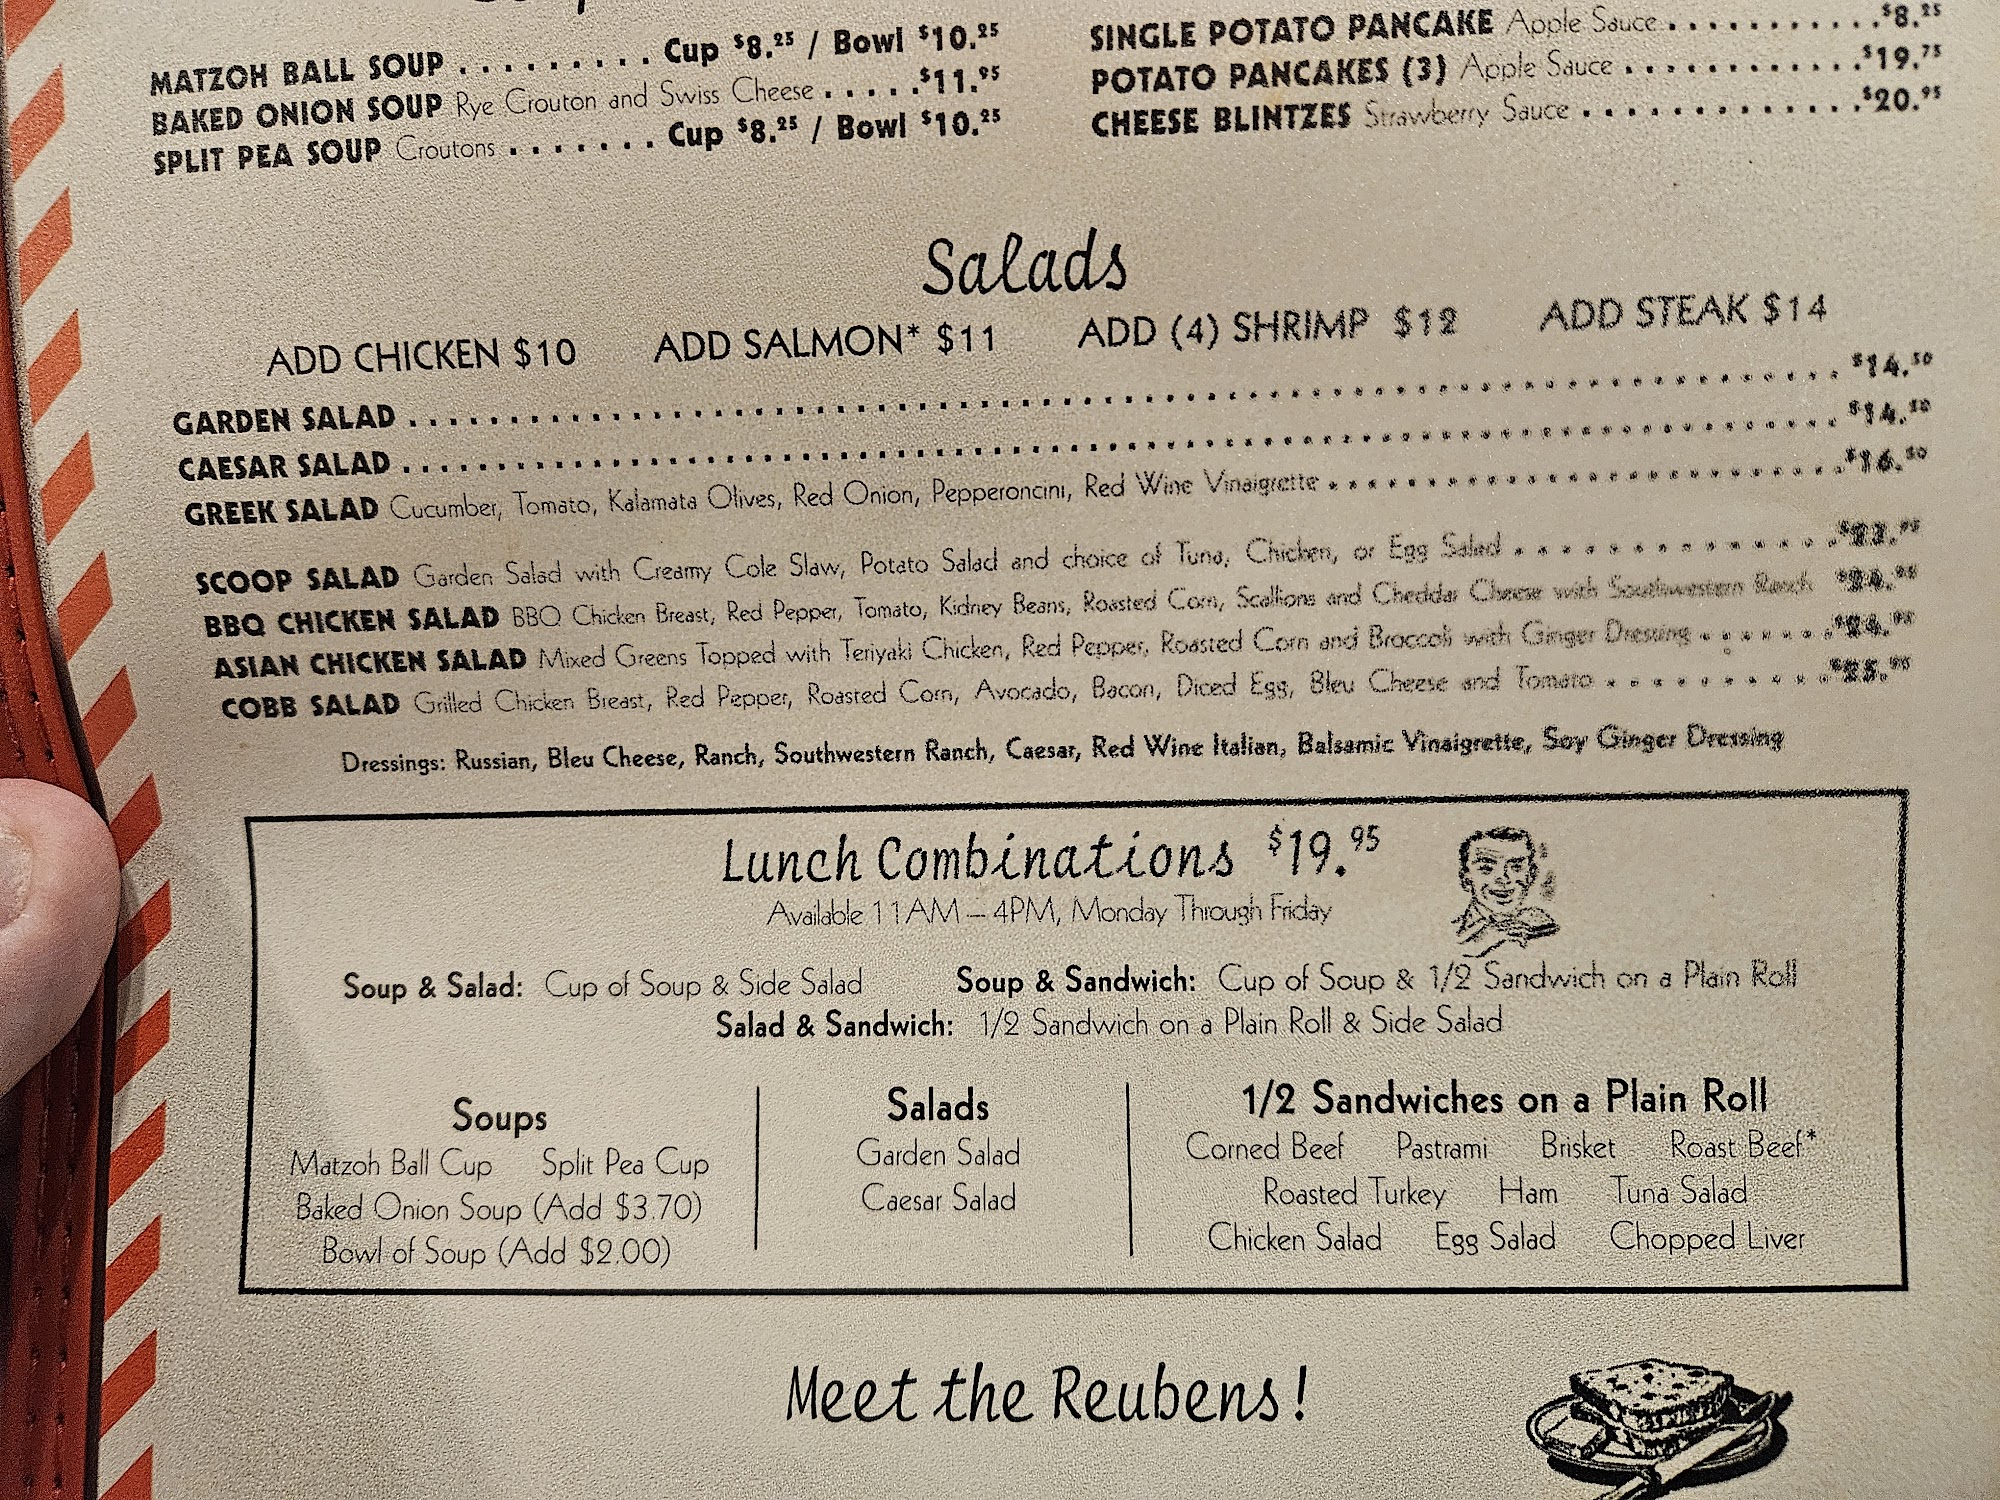 MATZOH BALL SOUP . . . . . . . . . Cup $8.25 / Bowl $10.25
BAKED ONION SOUP Rye Crouton and Swiss Cheese . . . . . $11.95
SPLIT PEA SOUP Croutons . . . . . . . Cup $8.25 / Bowl $10.25
SINGLE POTATO PANCAKE Apple Sauce . . . . . . . . . . . $8.25
POTATO PANCAKES (3) Apple Sauce . . . . . . . . . . . . $19.75
CHEESE BLINTZES Strawberry Sauce . . . . . . . . . . . . . $20.95
Salads
ADD CHICKEN $10 ADD SALMON* $11 ADD (4) SHRIMP $12 ADD STEAK $14
GARDEN SALAD . . . . . . . . . . $14.50
CAESAR SALAD . . . . . . . . . . $14.50
GREEK SALAD Cucumber, Tomato, Kalamata Olives, Red Onion, Pepperoncini, Red Wine Vinaigrette . . . . . . . . . . $16.50
SCOOP SALAD Garden Salad with Creamy Cole Slaw, Potato Salad and choice of Tuna, Chicken, or Egg Salad . . . . . . . . . .
BBQ CHICKEN SALAD BBQ Chicken Breast, Red Pepper, Tomato, Kidney Beans, Roasted Corn, Scallions and Cheddar Cheese with Southwestern Ranch
ASIAN CHICKEN SALAD Mixed Greens Topped with Teriyaki Chicken, Red Pepper, Roasted Corn and Broccoli with Ginger Dressing . . . . . . .
COBB SALAD Grilled Chicken Breast, Red Pepper, Roasted Corn, Avocado, Bacon, Diced Egg, Bleu Cheese and Tomato . . . . . . . . . . $25.95
Dressings: Russian, Bleu Cheese, Ranch, Southwestern Ranch, Caesar, Red Wine Italian, Balsamic Vinaigrette, Soy Ginger Dressing
Lunch Combinations $19.95
Available 11AM – 4PM, Monday Through Friday
Soup & Salad: Cup of Soup & Side Salad Soup & Sandwich: Cup of Soup & 1/2 Sandwich on a Plain Roll
Salad & Sandwich: 1/2 Sandwich on a Plain Roll & Side Salad
Soups
Matzoh Ball Cup Split Pea Cup
Baked Onion Soup (Add $3.70)
Bowl of Soup (Add $2.00)
Salads
Garden Salad
Caesar Salad
1/2 Sandwiches on a Plain Roll
Corned Beef Pastrami Brisket Roast Beef*
Roasted Turkey Ham Tuna Salad
Chicken Salad Egg Salad Chopped Liver
Meet the Reubens!